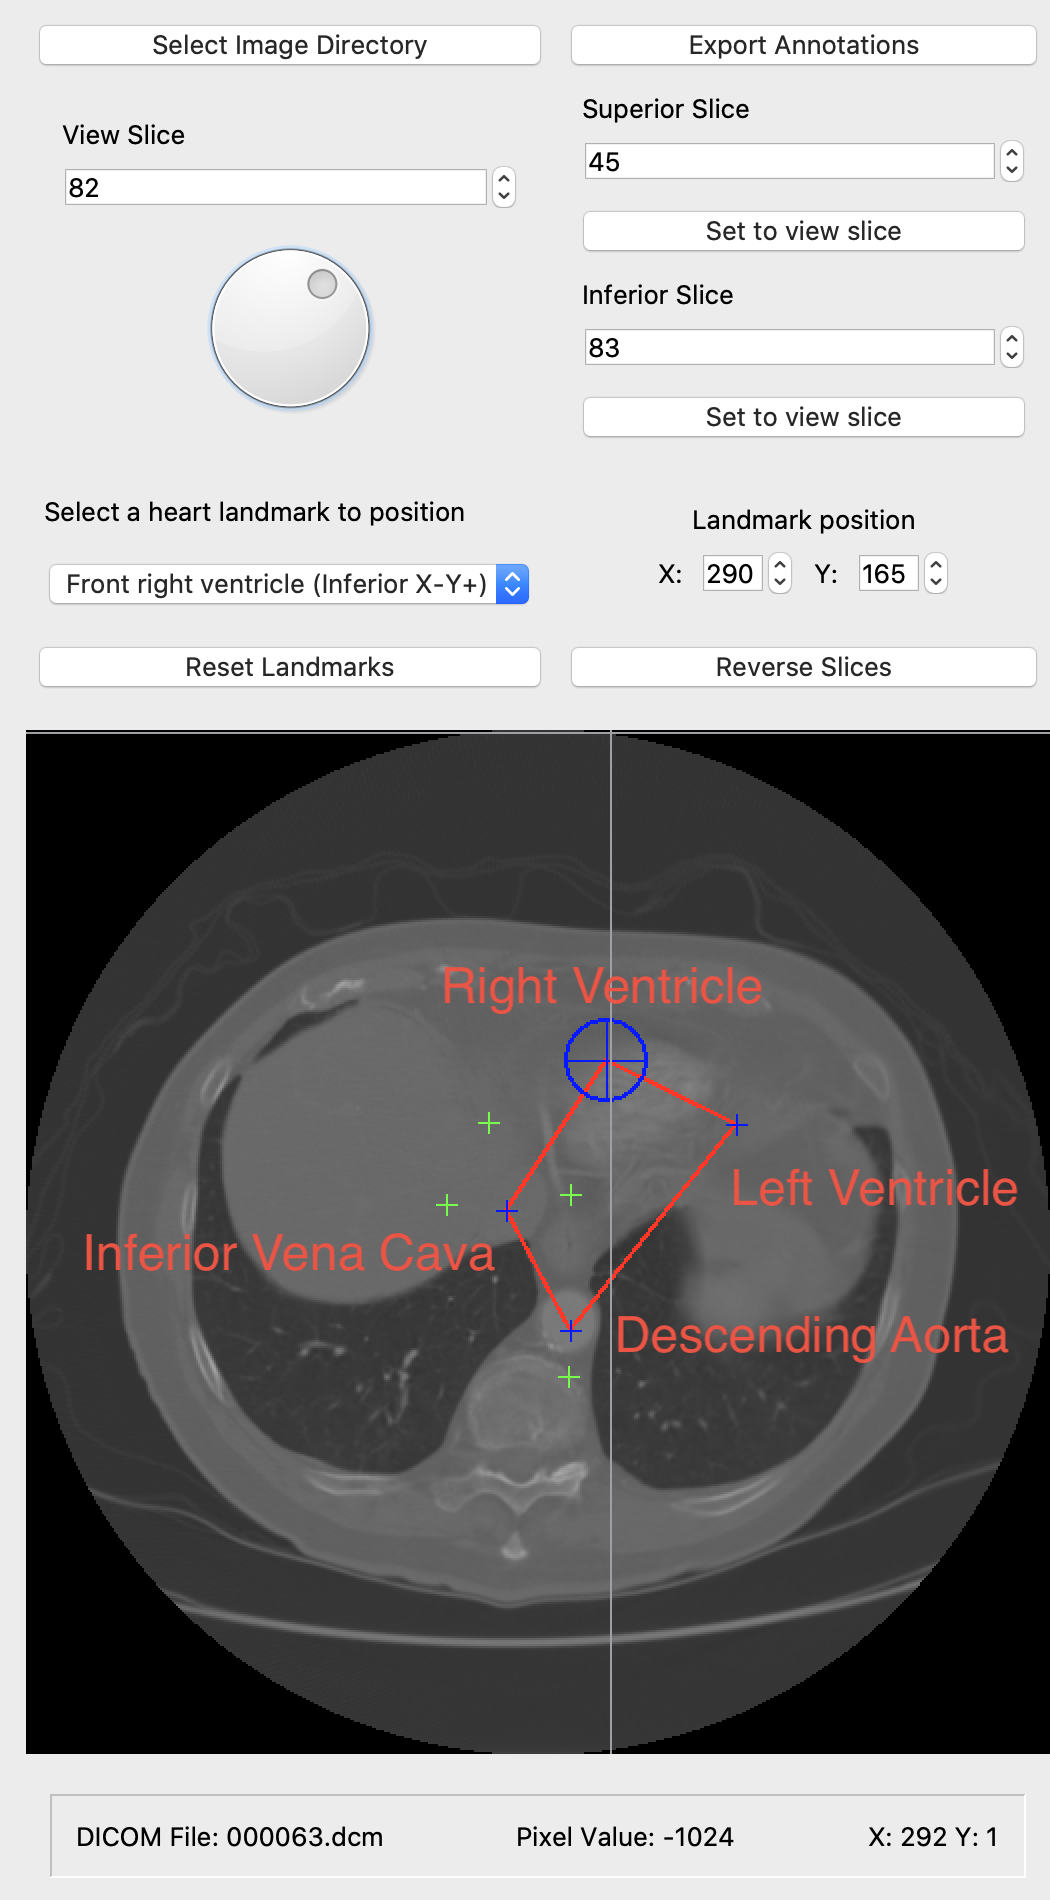 Select Image Directory
Export Annotations
View Slice
82
Superior Slice
45
Set to view slice
Inferior Slice
83
Set to view slice
Select a heart landmark to position
Front right ventricle (Inferior X-Y+)
Landmark position
X: 290 Y: 165
Reset Landmarks
Reverse Slices
Right Ventricle
Left Ventricle
Inferior Vena Cava
Descending Aorta
DICOM File: 000063.dcm
Pixel Value: -1024
X: 292 Y: 1